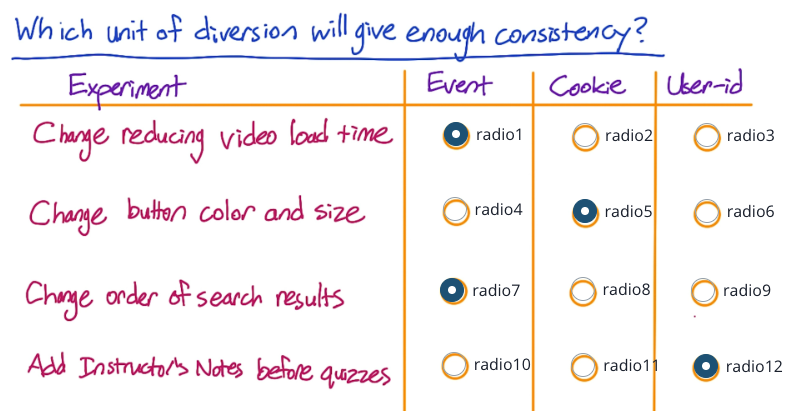 Which unit of diversion will give enough consistency?
Experiment Event Cookie User-id
Change reducing video load time radio1 radio2 radio3
Change button color and size radio4 radio5 radio6
Change order of search results radio7 radio8 radio9
Add Instructor's Notes before quizzes radio10 radio11 radio12